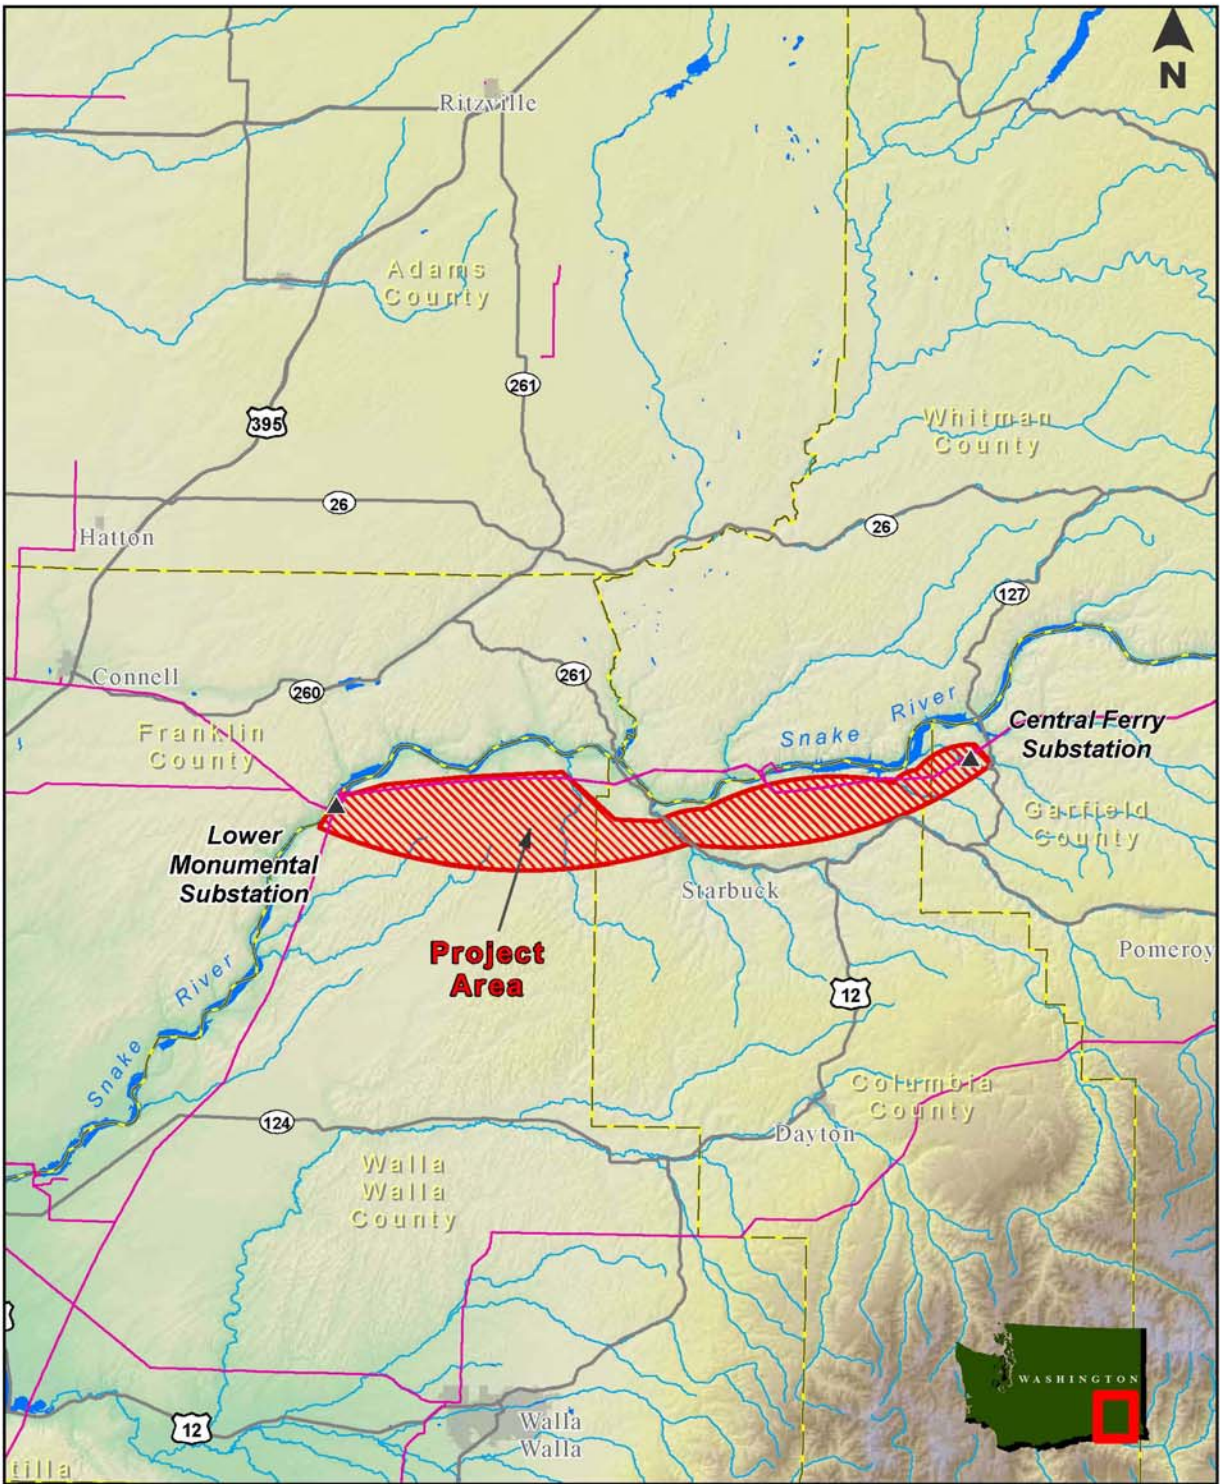 N
Ritzville
Adams
County
261
395
Whitman
County
26
26
Hatton
127
Connell
261
260
Snake River
Franklin
County
Central Ferry
Substation
Garfield
County
Lower
Monumental
Substation
Starbuck
Project
Area
Pomeroy
12
Snake River
Columbia
County
124
Dayton
Walla
Walla
County
WASHINGTON
12
Walla
Walla
tilla